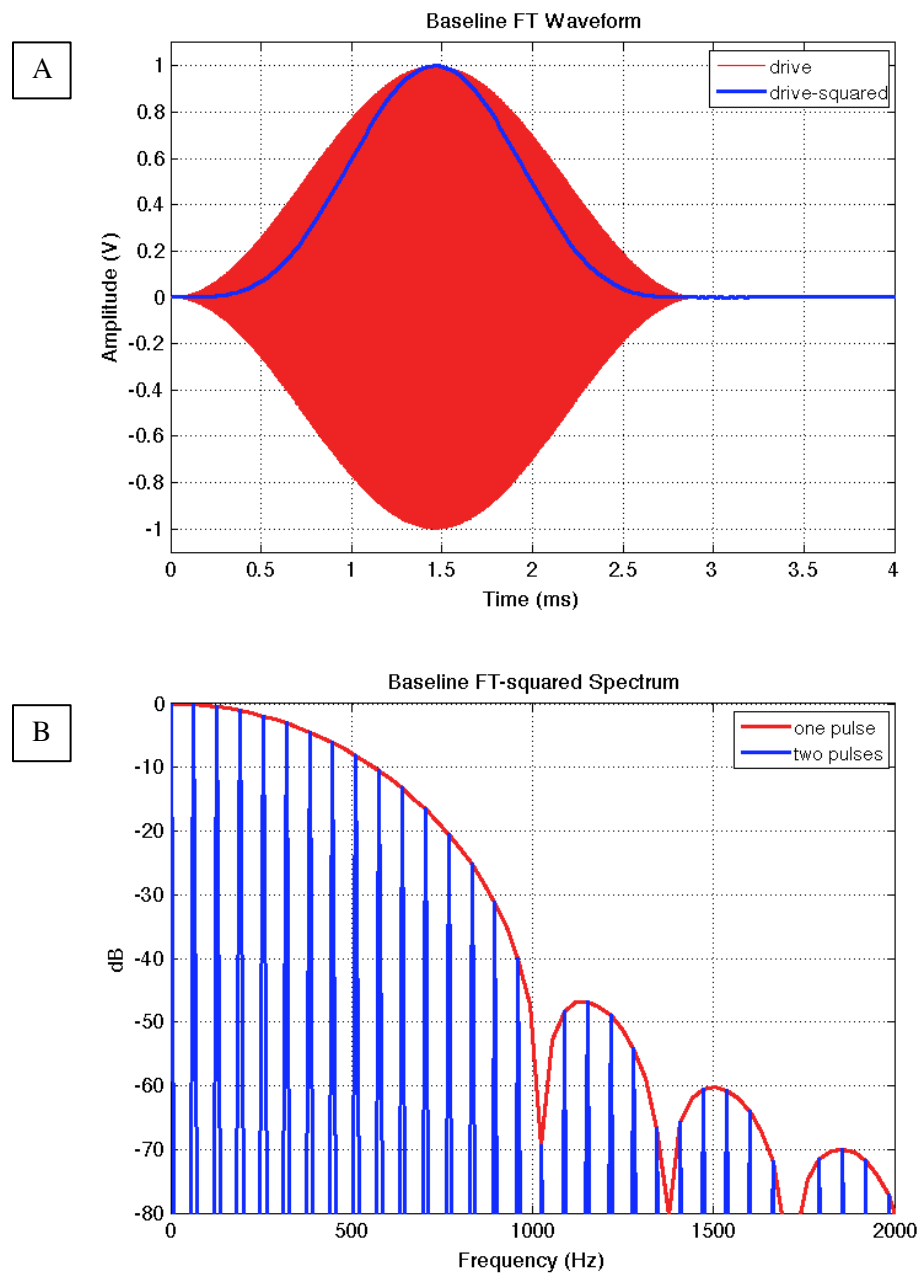 A
Baseline FT Waveform
drive
drive-squared
1
0.8
0.6
0.4
0.2
0
-0.2
-0.4
-0.6
-0.8
-1
Amplitude (V)
0 0.5 1 1.5 2 2.5 3 3.5 4
Time (ms)
B
Baseline FT-squared Spectrum
one pulse
two pulses
0
-10
-20
-30
-40
-50
-60
-70
-80
dB
0 500 1000 1500 2000
Frequency (Hz)